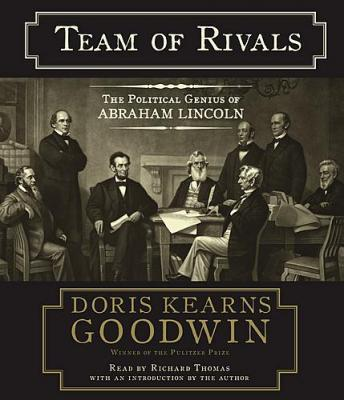 TEAM OF RIVALS
THE POLITICAL GENIUS OF
ABRAHAM LINCOLN
DORIS KEARNS
GOODWIN
WINNER OF THE PULITZER PRIZE
READ BY RICHARD THOMAS
WITH AN INTRODUCTION BY THE AUTHOR